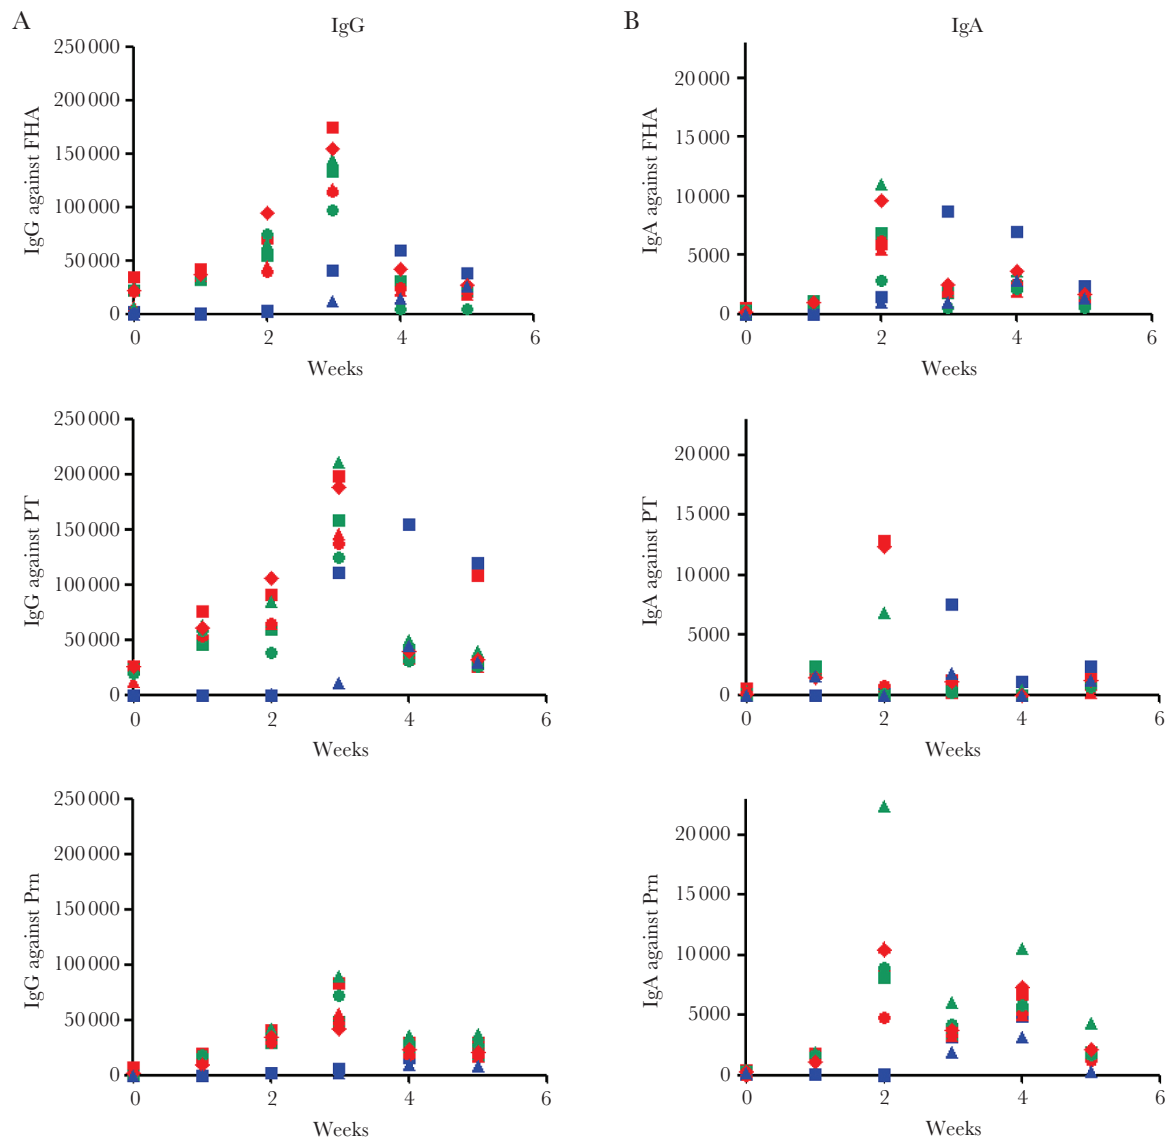 A
IgG
B
IgA
IgG against FHA
250 000
200 000
150 000
100 000
50 000
0
0 2 4 6
Weeks
IgA against FHA
20 000
15 000
10 000
5000
0
0 2 4 6
Weeks
IgG against PT
250 000
200 000
150 000
100 000
50 000
0
0 2 4 6
Weeks
IgA against PT
20 000
15 000
10 000
5000
0
0 2 4 6
Weeks
IgG against Prn
250 000
200 000
150 000
100 000
50 000
0
0 2 4 6
Weeks
IgA against Prn
20 000
15 000
10 000
5000
0
0 2 4 6
Weeks